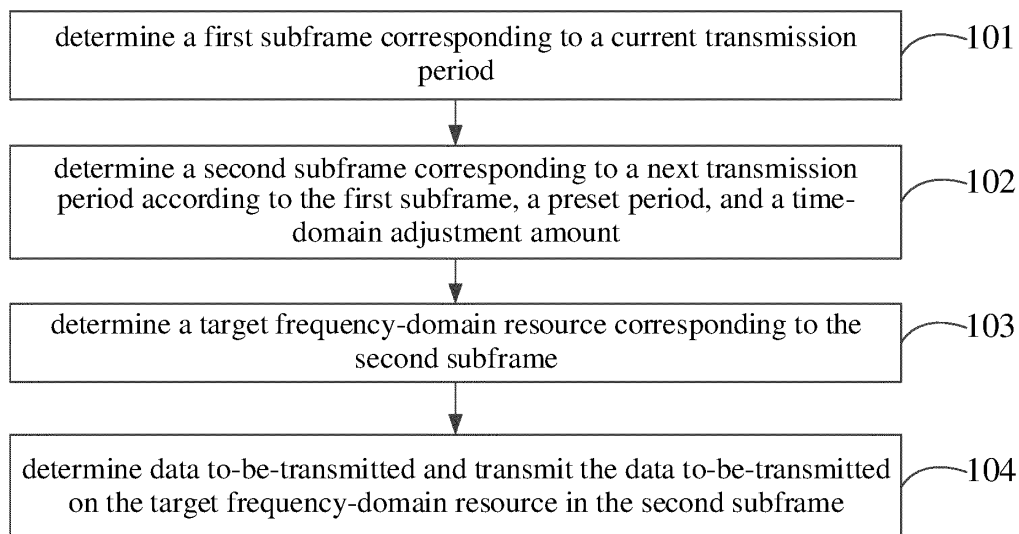 determine a first subframe corresponding to a current transmission
period
101
determine a second subframe corresponding to a next transmission
period according to the first subframe, a preset period, and a time-
domain adjustment amount
102
determine a target frequency-domain resource corresponding to the
second subframe
103
determine data to-be-transmitted and transmit the data to-be-transmitted
on the target frequency-domain resource in the second subframe
104